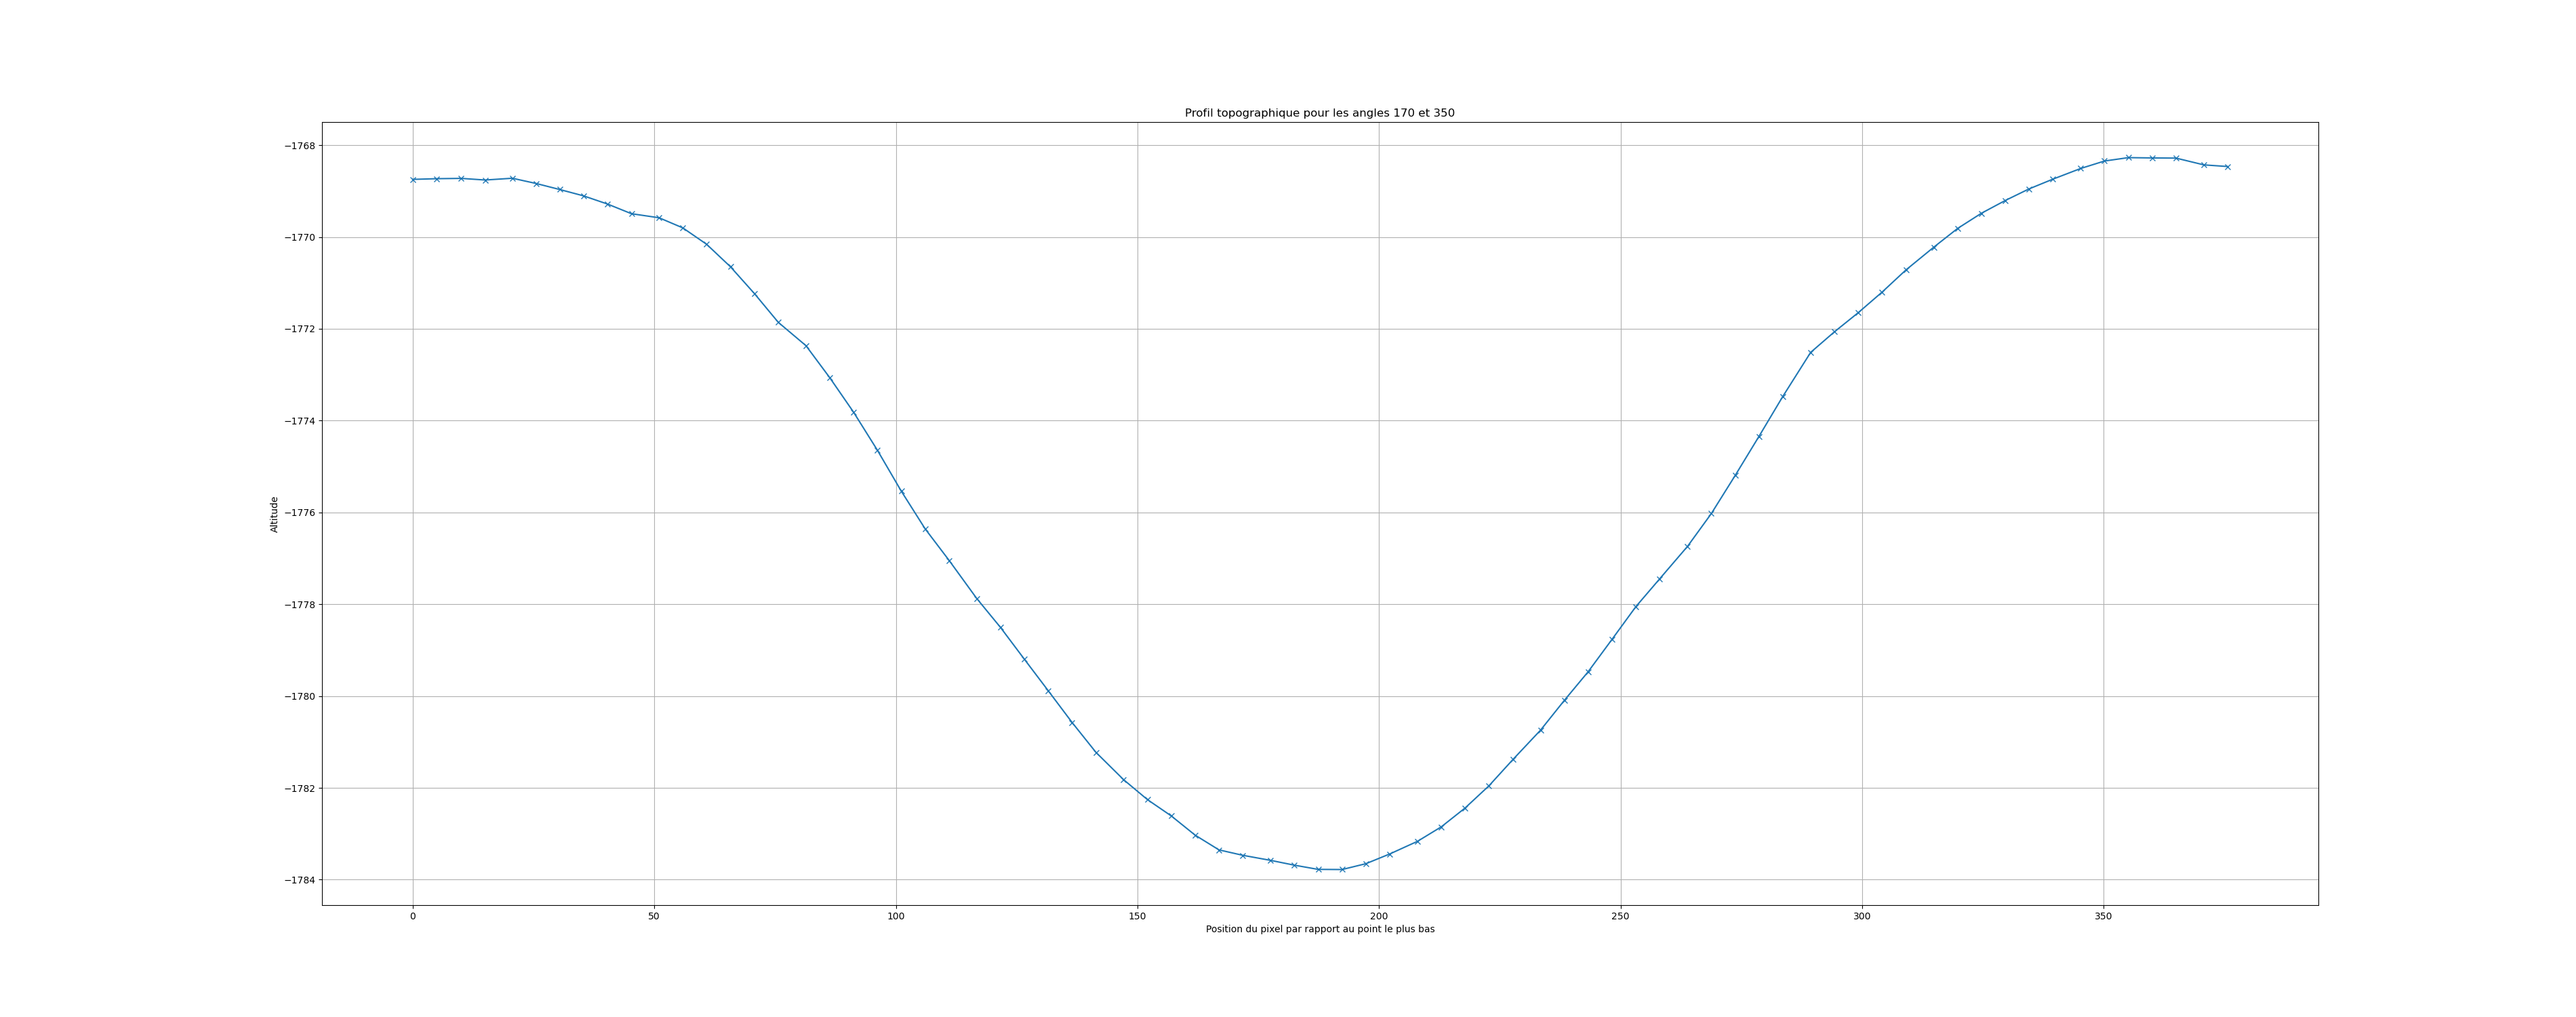 Profil topographique pour les angles 170 et 350
−1768
−1770
−1772
−1774
−1776
−1778
−1780
−1782
−1784
Altitude
0 50 100 150 200 250 300 350
Position du pixel par rapport au point le plus bas